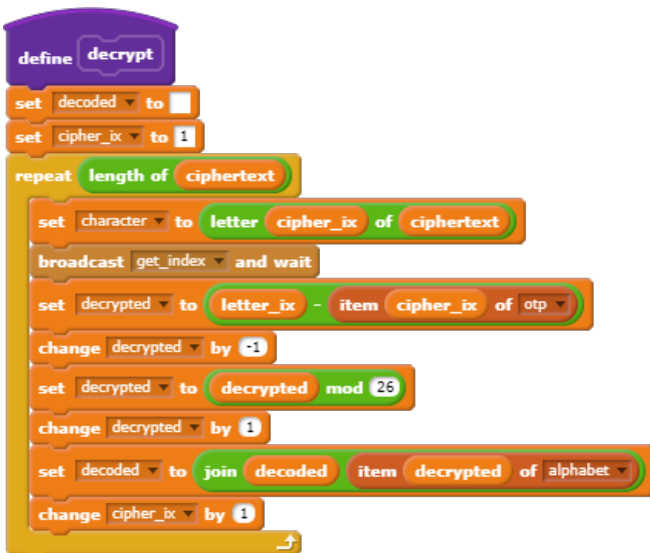 define decrypt
set decoded to
set cipher_ix to 1
repeat length of ciphertext
set character to letter cipher_ix of ciphertext
broadcast get_index and wait
set decrypted to letter_ix - item cipher_ix of otp
change decrypted by -1
set decrypted to decrypted mod 26
change decrypted by 1
set decoded to join decoded item decrypted of alphabet
change cipher_ix by 1